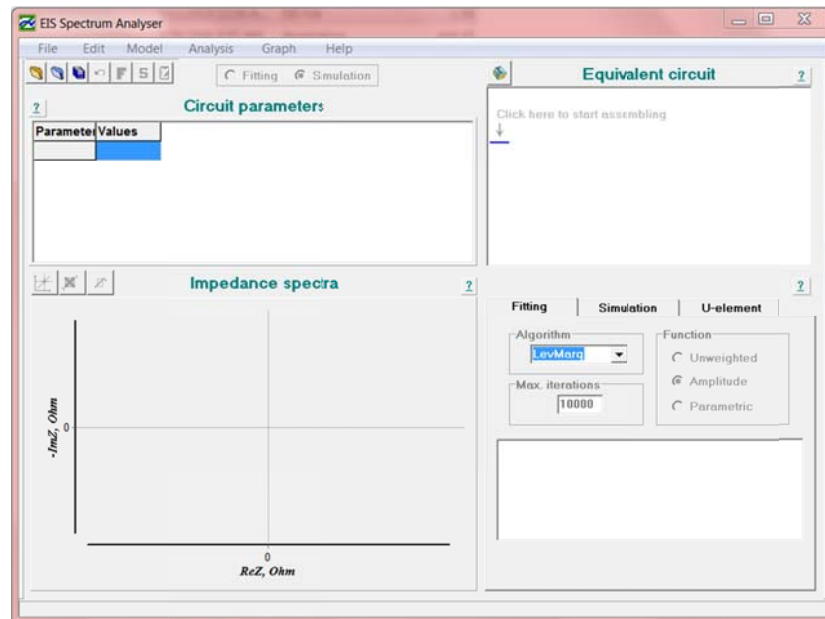 EIS Spectrum Analyser
File Edit Model Analysis Graph Help
F S
Fitting Simulation
Equivalent circuit
?
?
Circuit parameters
Click here to start assembling
Parameter Values
Impedance spectra
?
?
Fitting Simulation U-element
Algorithm
LevMarq
Function
Unweighted
Amplitude
Parametric
Max. iterations
10000
-ImZ, Ohm
0
0
ReZ, Ohm